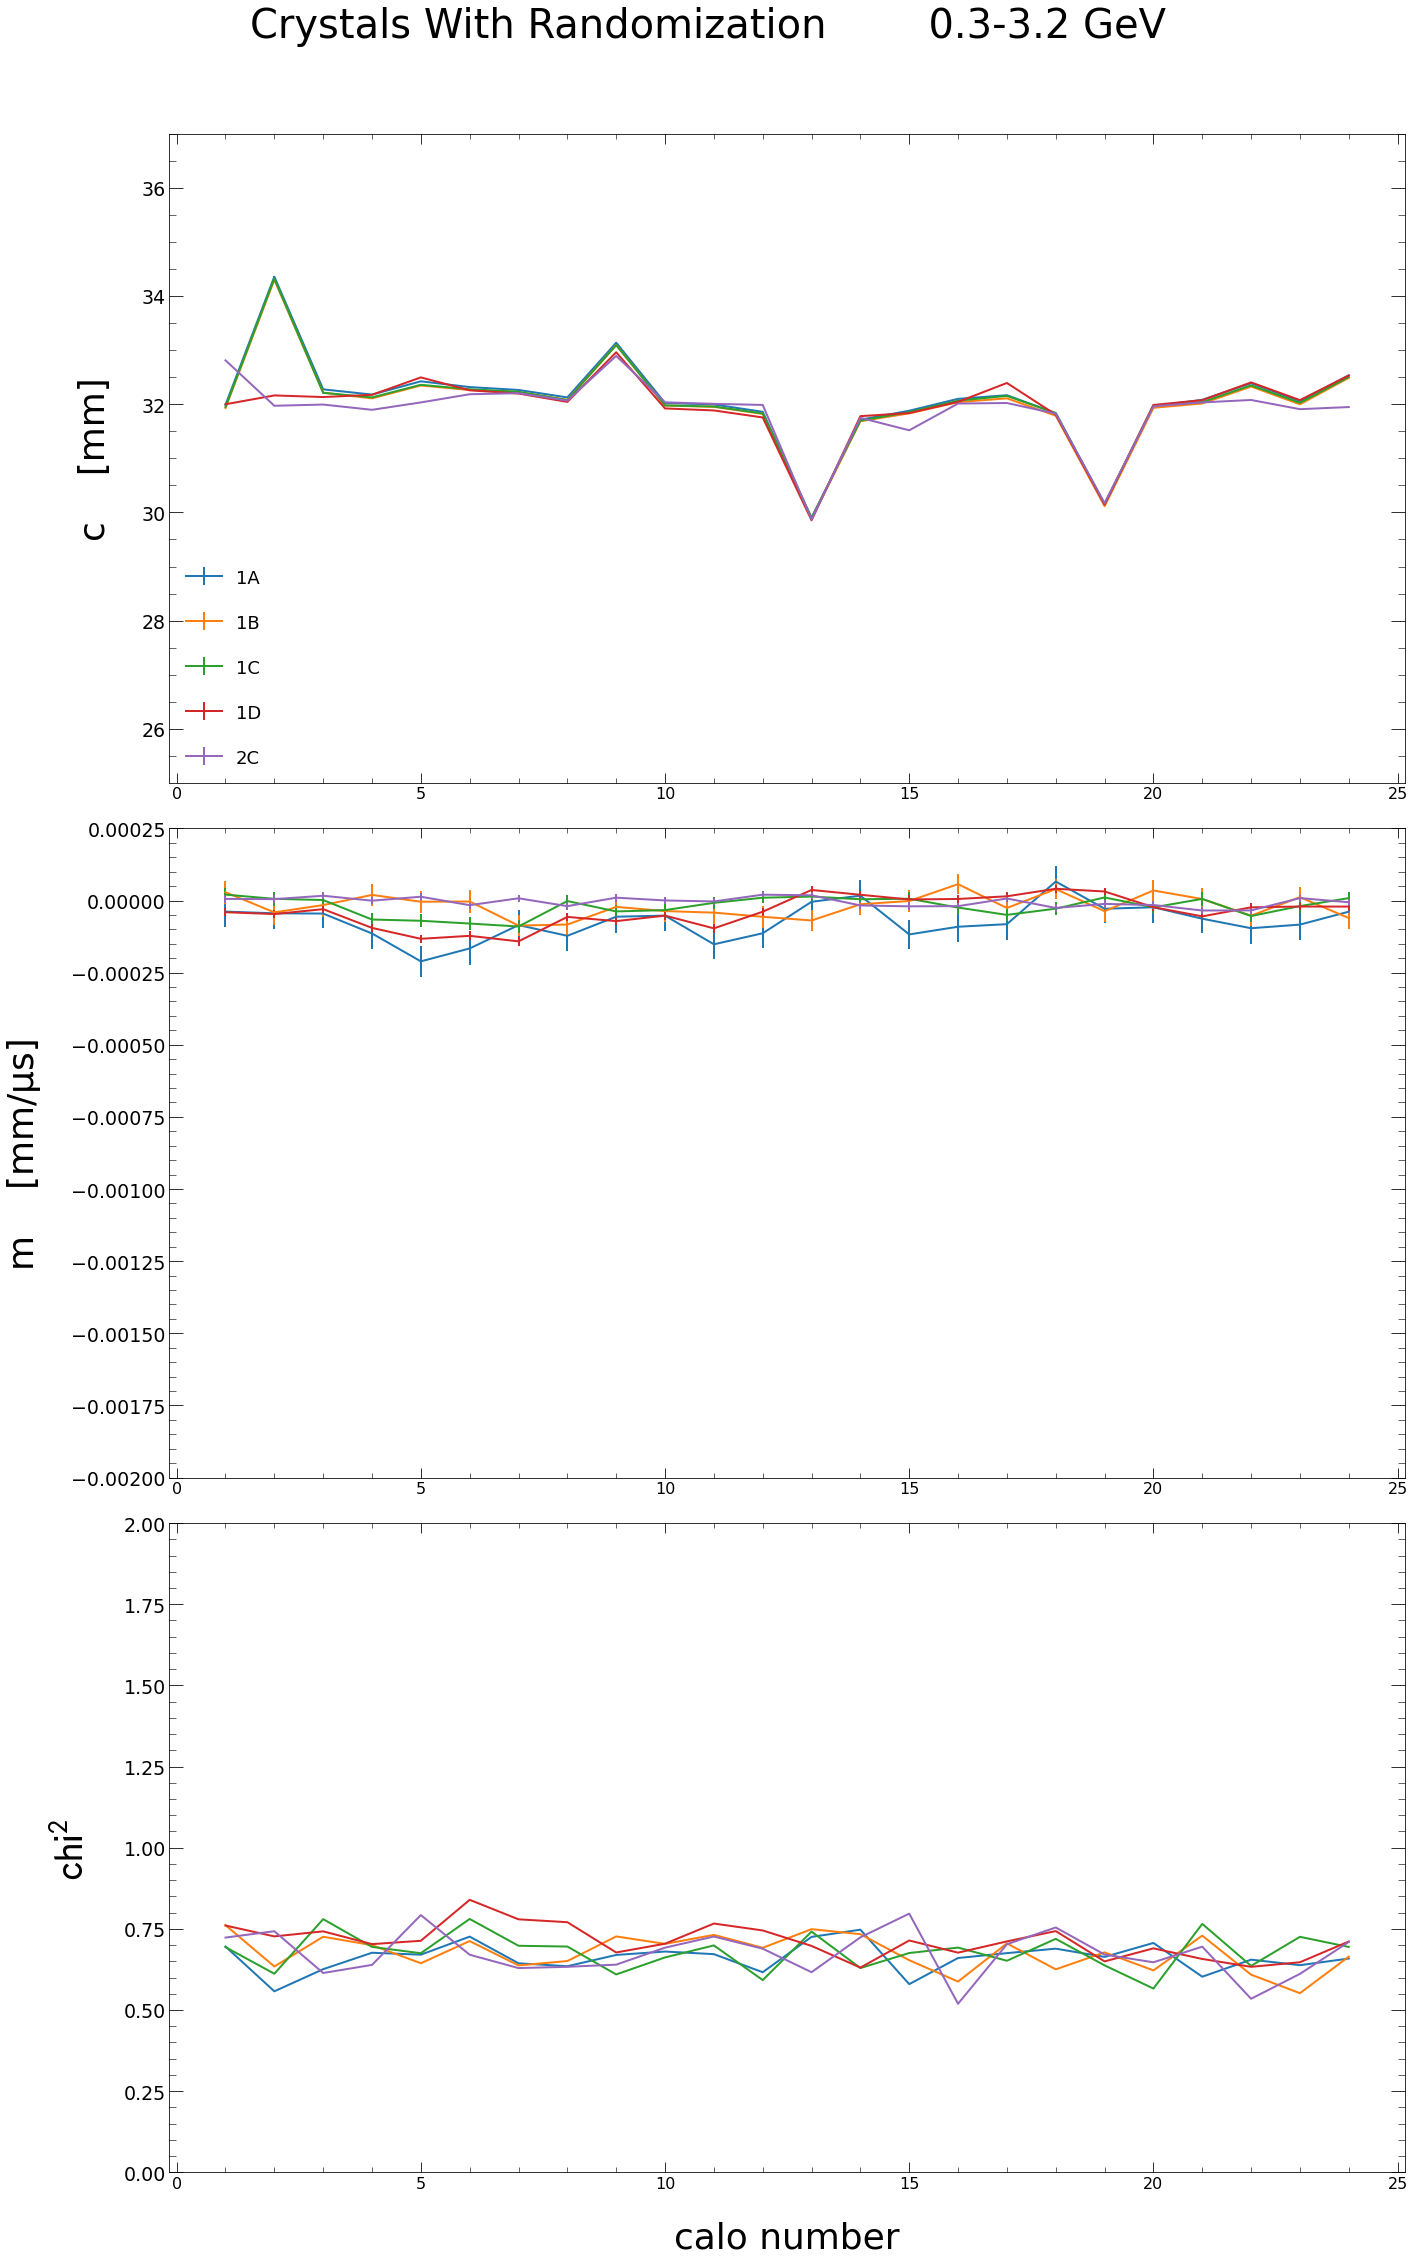 Crystals With Randomization 0.3-3.2 GeV
36
34
32
30
28
26
c [mm]
1A
1B
1C
1D
2C
0 5 10 15 20 25
0.00025
0.00000
−0.00025
−0.00050
−0.00075
−0.00100
−0.00125
−0.00150
−0.00175
−0.00200
m [mm/µs]
0 5 10 15 20 25
2.00
1.75
1.50
1.25
1.00
0.75
0.50
0.25
0.00
chi²
0 5 10 15 20 25
calo number